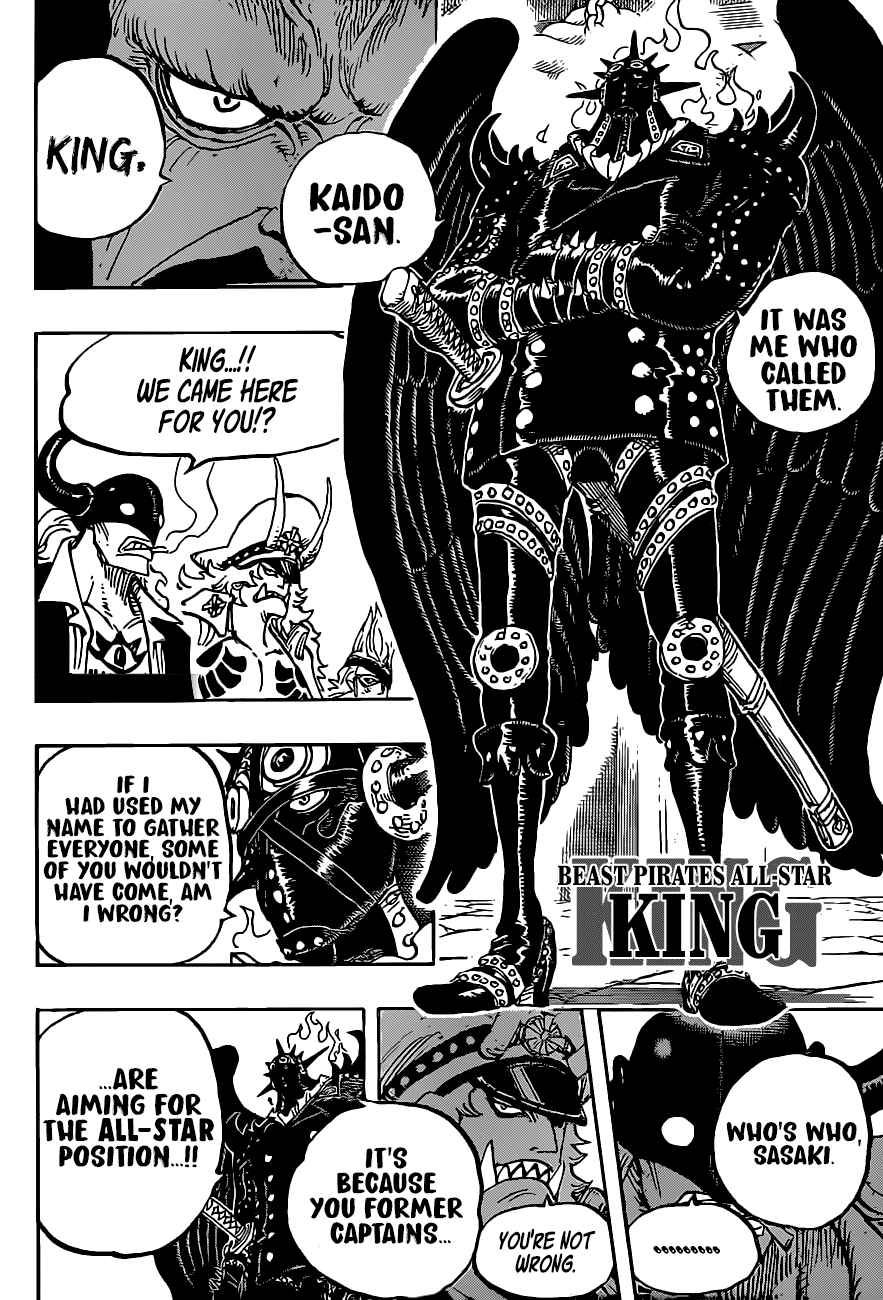 KING.
KAIDO
-SAN.
IT WAS
ME WHO
CALLED
THEM.
KING...!!
WE CAME HERE
FOR YOU!?
IF I
HAD USED MY
NAME TO GATHER
EVERYONE, SOME
OF YOU WOULDN'T
HAVE COME, AM
I WRONG?
BEAST PIRATES ALL-STAR
KING
WHO'S WHO,
SASAKI.
..........
YOU'RE NOT
WRONG.
IT'S
BECAUSE
YOU FORMER
CAPTAINS...
...ARE
AIMING FOR
THE ALL-STAR
POSITION...!!